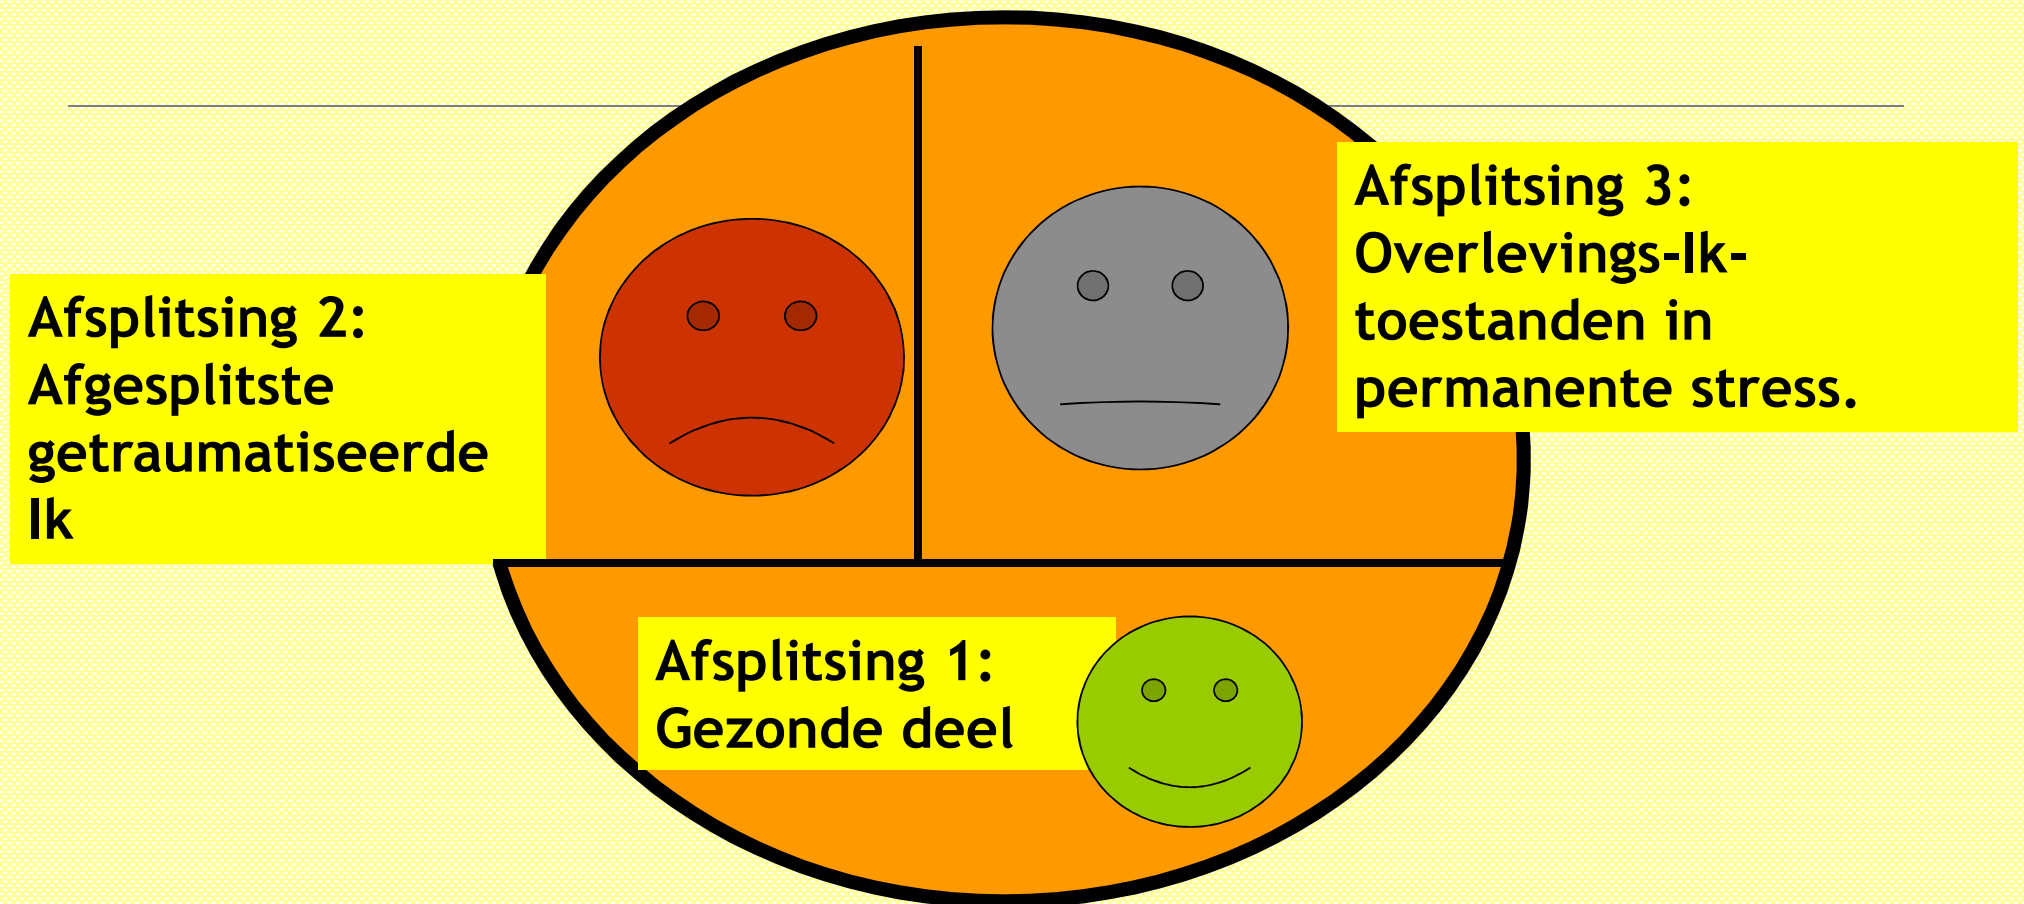 Afsplitsing 2:
Afgesplitste
getraumatiseerde
Ik
Afsplitsing 3:
Overlevings-Ik-
toestanden in
permanente stress.
Afsplitsing 1:
Gezonde deel